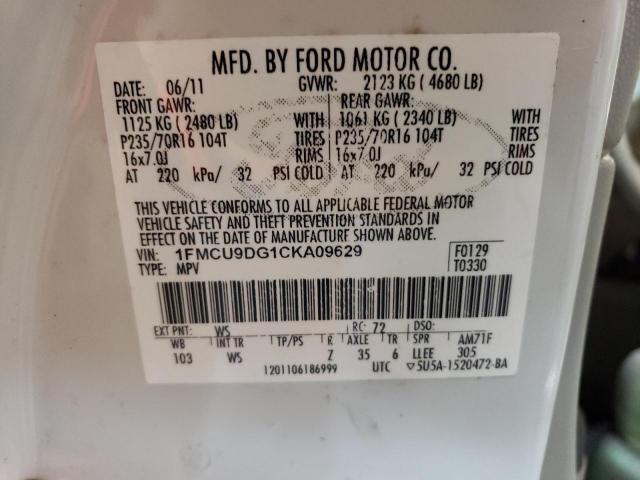 MFD. BY FORD MOTOR CO.
DATE: 06/11 GVWR: 2123 KG ( 4680 LB)
FRONT GAWR: REAR GAWR:
1125 KG ( 2480 LB) WITH 1061 KG ( 2340 LB) WITH
P235/70R16 104T TIRES P235/70R16 104T TIRES
16x7.0J RIMS 16x7.0J RIMS
AT 220 kPa/ 32 PSI COLD AT 220 kPa/ 32 PSI COLD
THIS VEHICLE CONFORMS TO ALL APPLICABLE FEDERAL MOTOR
VEHICLE SAFETY AND THEFT PREVENTION STANDARDS IN
EFFECT ON THE DATE OF MANUFACTURE SHOWN ABOVE.
VIN: 1FMCU9DG1CKA09629 F0129
TYPE: MPV T0330
EXT PNT: WS RC: 72 DSO:
WB INT TR TP/PS R AXLE TR SPR AM71F
103 WS Z 35 6 LLEE 305
1201106186999 UTC ▽5U5A-1520472-BA